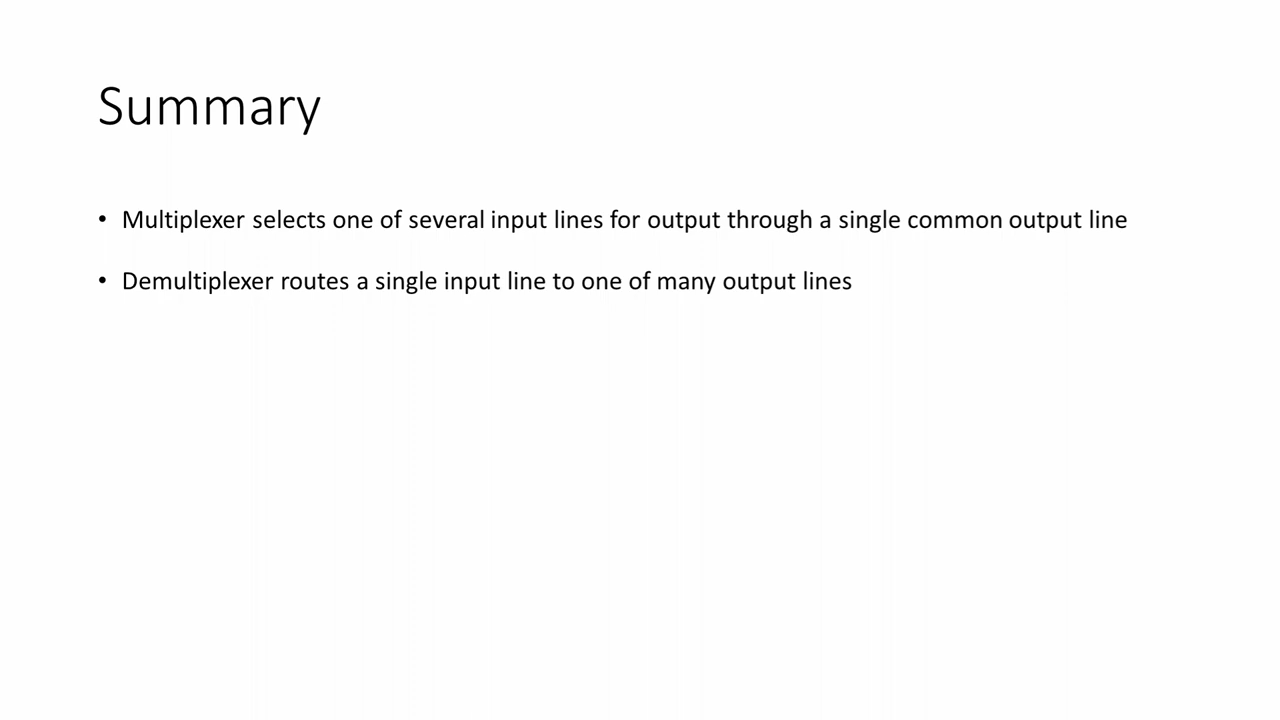 Summary
• Multiplexer selects one of several input lines for output through a single common output line
• Demultiplexer routes a single input line to one of many output lines